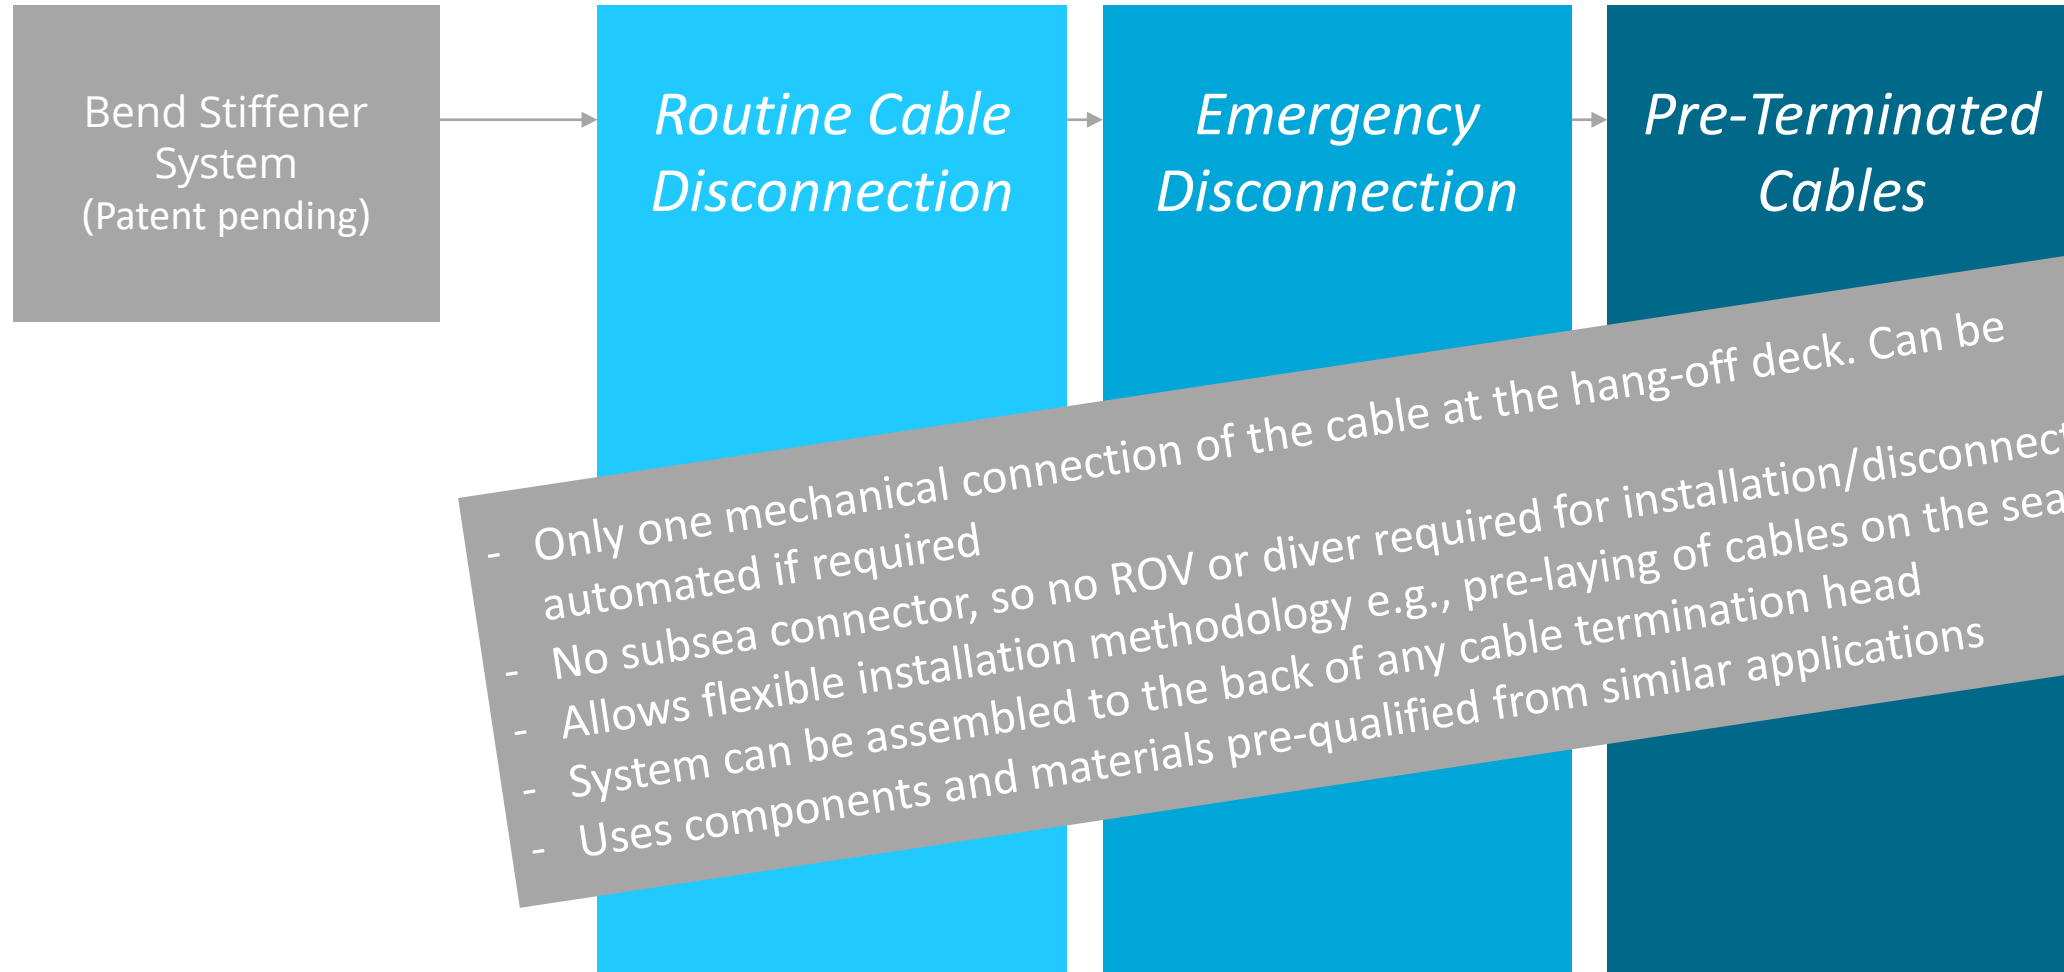 Bend Stiffener
System
(Patent pending)
Routine Cable
Disconnection
Emergency
Disconnection
Pre-Terminated
Cables
- Only one mechanical connection of the cable at the hang-off deck. Can be
automated if required
- No subsea connector, so no ROV or diver required for installation/disconnect
- Allows flexible installation methodology e.g., pre-laying of cables on the sea
- System can be assembled to the back of any cable termination head
- Uses components and materials pre-qualified from similar applications